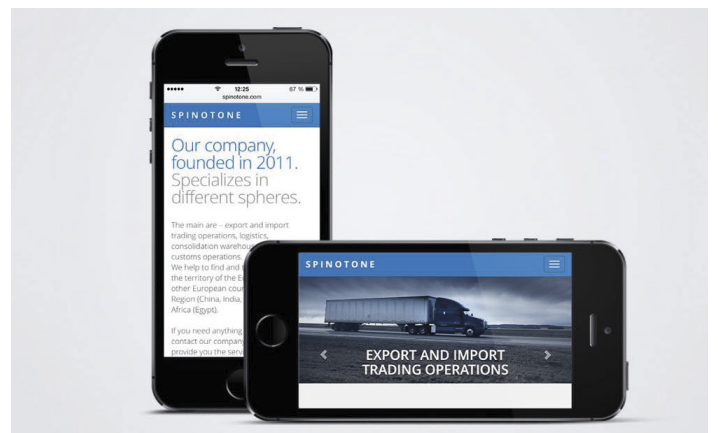 12:25
67 %
spinotone.com
SPINOTONE
Our company,
founded in 2011.
Specializes in
different spheres.
The main are - export and import
trading operations, logistics,
consolidation
customs operations.
We help to find and
the territory of the
other European
Region (China, India,
Africa (Egypt).
If you need anything
contact our company
provide you the
SPINOTONE
EXPORT AND IMPORT
TRADING OPERATIONS